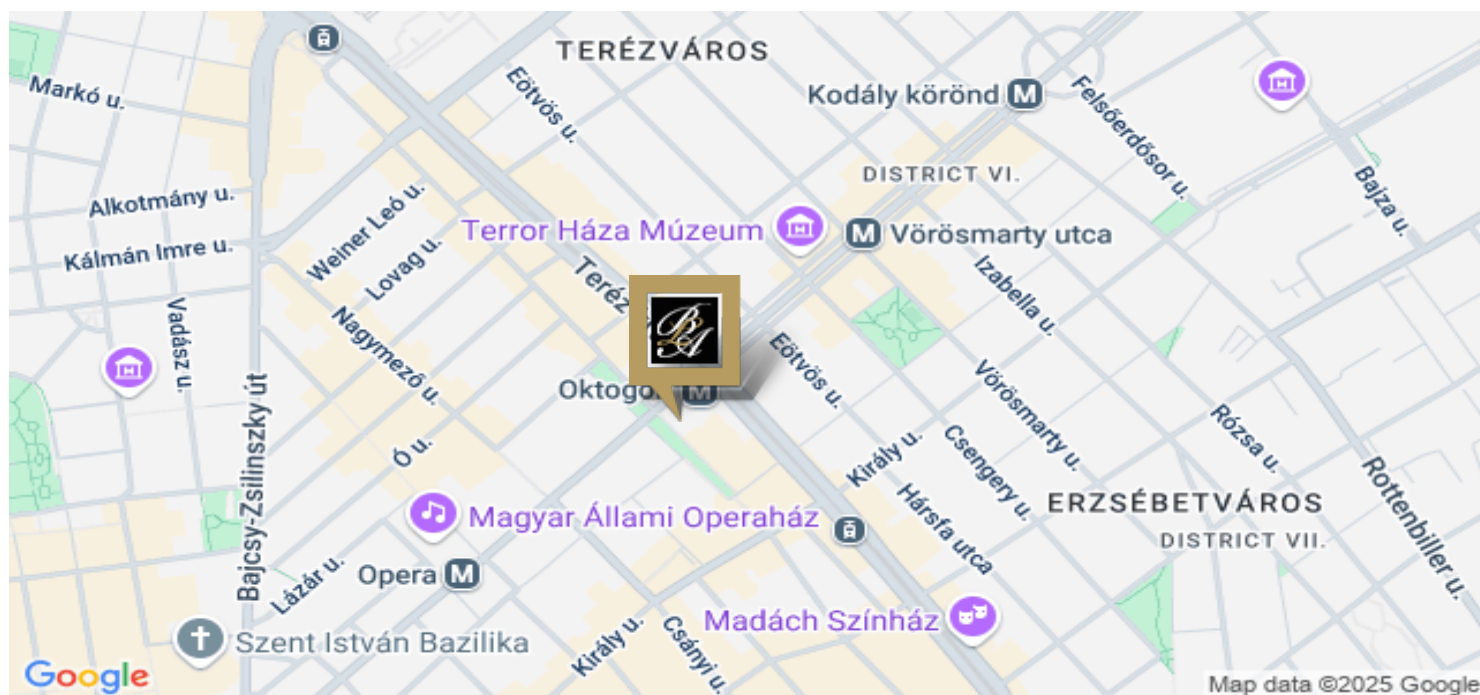 TERÉZVÁROS
Markó u.
Eötvös u.
Kodály körönd
M
Felsőerdősor u.
Bajza u.
DISTRICT VI.
Alkotmány u.
Weiner Leó u.
Terror Háza Múzeum
M
Vörösmarty utca
Kálmán Imre u.
Lovag u.
Izabella u.
Vadász u.
Nagymező u.
BA
Eötvös u.
Vörösmarty u.
Rózsa u.
Bajcsy-Zsilinszky út
M
Ó u.
Király u.
Csengery u.
Rottenbiller u.
Hársfa utca
ERZSÉBETVÁROS
DISTRICT VII.
Magyar Állami Operaház
Lázár u.
Opera
M
Madách Színház
Szent István Bazilika
Király u.
Csányi u.
Google
Map data ©2025 Google